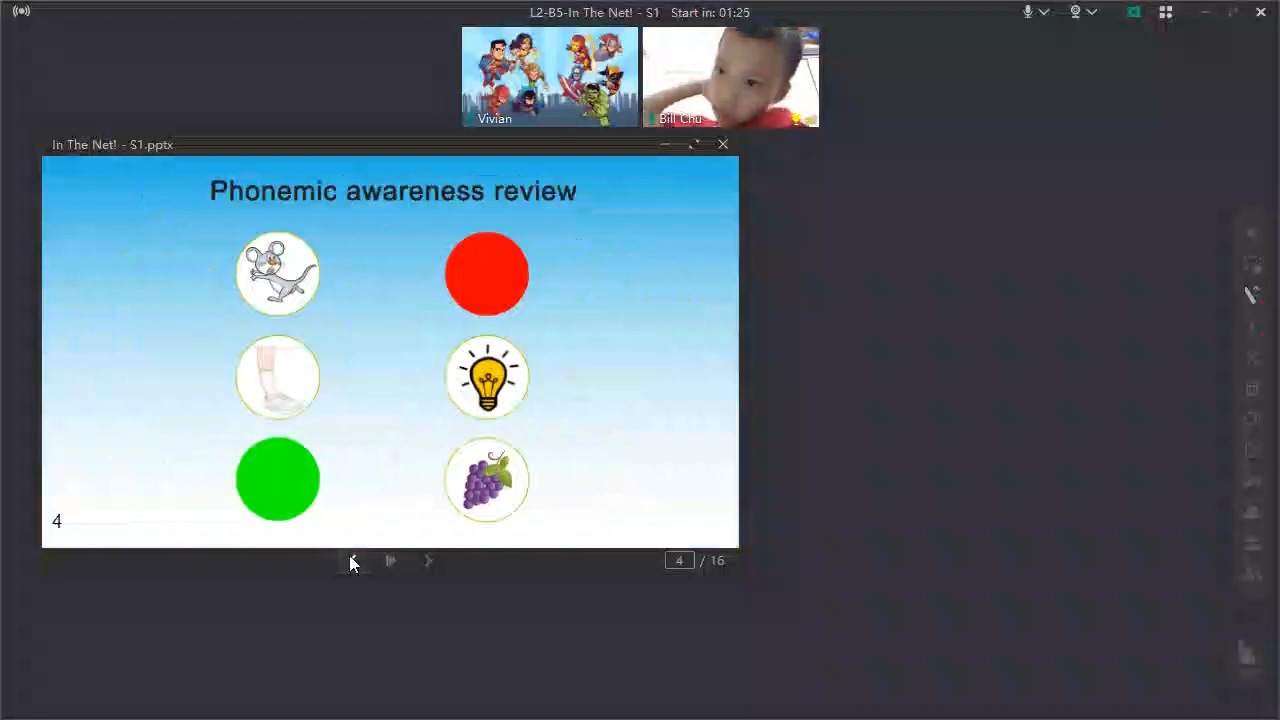 L2-B5-In The Net! - S1 Start in: 01:25
Vivian
Bill Chu
In The Net! - S1.pptx
Phonemic awareness review
4
4 / 16